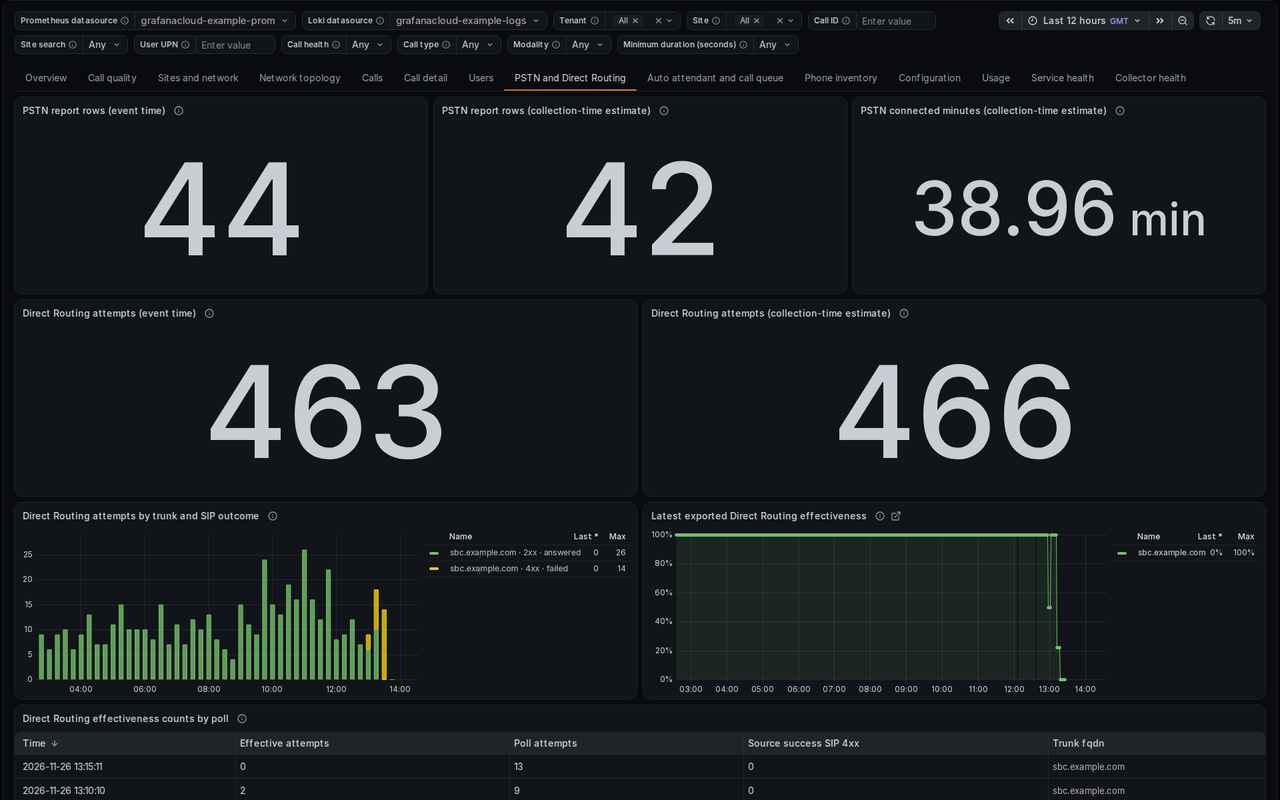 Prometheus datasource grafanacloud-example-prom Loki datasource grafanacloud-example-logs Tenant All Site All Call ID Enter value Last 12 hours GMT 5m
Site search Any User UPN Enter value Call health Any Call type Any Modality Any Minimum duration (seconds) Any
Overview Call quality Sites and network Network topology Calls Call detail Users PSTN and Direct Routing Auto attendant and call queue Phone inventory Configuration Usage Service health Collector health
PSTN report rows (event time) PSTN report rows (collection-time estimate) PSTN connected minutes (collection-time estimate)
44 42 38.96 min
Direct Routing attempts (event time) Direct Routing attempts (collection-time estimate)
463 466
Direct Routing attempts by trunk and SIP outcome
Name Last * Max
sbc.example.com · 2xx · answered 0 26
sbc.example.com · 4xx · failed 0 14
25
20
15
10
5
0
04:00 06:00 08:00 10:00 12:00 14:00
Latest exported Direct Routing effectiveness
Name Last * Max
sbc.example.com 0% 100%
100%
80%
60%
40%
20%
0%
03:00 04:00 05:00 06:00 07:00 08:00 09:00 10:00 11:00 12:00 13:00 14:00
Direct Routing effectiveness counts by poll
Time Effective attempts Poll attempts Source success SIP 4xx Trunk fqdn
2026-11-26 13:15:11 0 13 0 sbc.example.com
2026-11-26 13:10:10 2 9 0 sbc.example.com